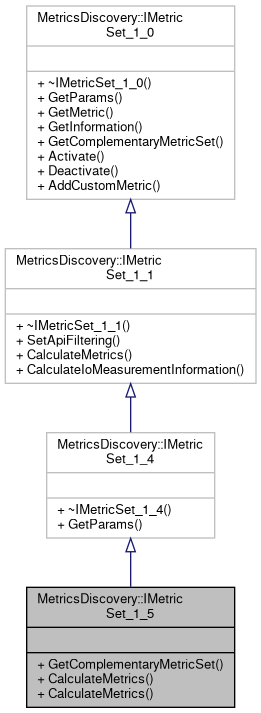 MetricsDiscovery::IMetric
Set_1_0
+ ~IMetricSet_1_0()
+ GetParams()
+ GetMetric()
+ GetInformation()
+ GetComplementaryMetricSet()
+ Activate()
+ Deactivate()
+ AddCustomMetric()
MetricsDiscovery::IMetric
Set_1_1
+ ~IMetricSet_1_1()
+ SetApiFiltering()
+ CalculateMetrics()
+ CalculateIoMeasurementInformation()
MetricsDiscovery::IMetric
Set_1_4
+ ~IMetricSet_1_4()
+ GetParams()
MetricsDiscovery::IMetric
Set_1_5
+ GetComplementaryMetricSet()
+ CalculateMetrics()
+ CalculateMetrics()